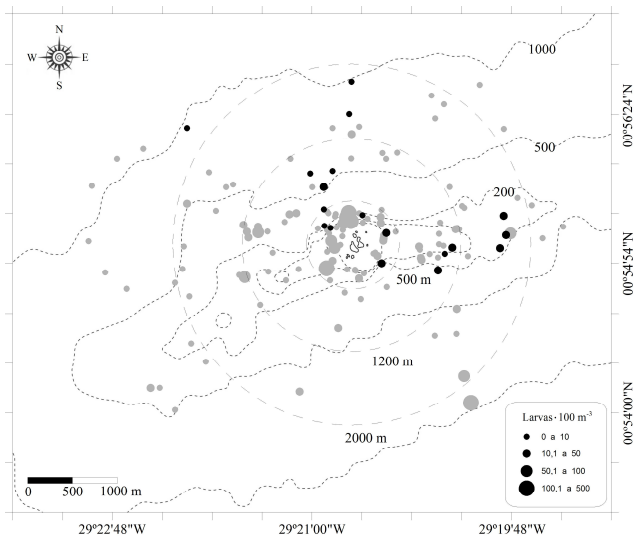 N
W E
S
1000
500
200
500 m
1200 m
2000 m
00°56'24"N
00°54'54"N
00°54'00"N
Larvas·100 m⁻³
0 a 10
10,1 a 50
50,1 a 100
100,1 a 500
0 500 1000 m
29°22'48"W 29°21'00"W 29°19'48"W